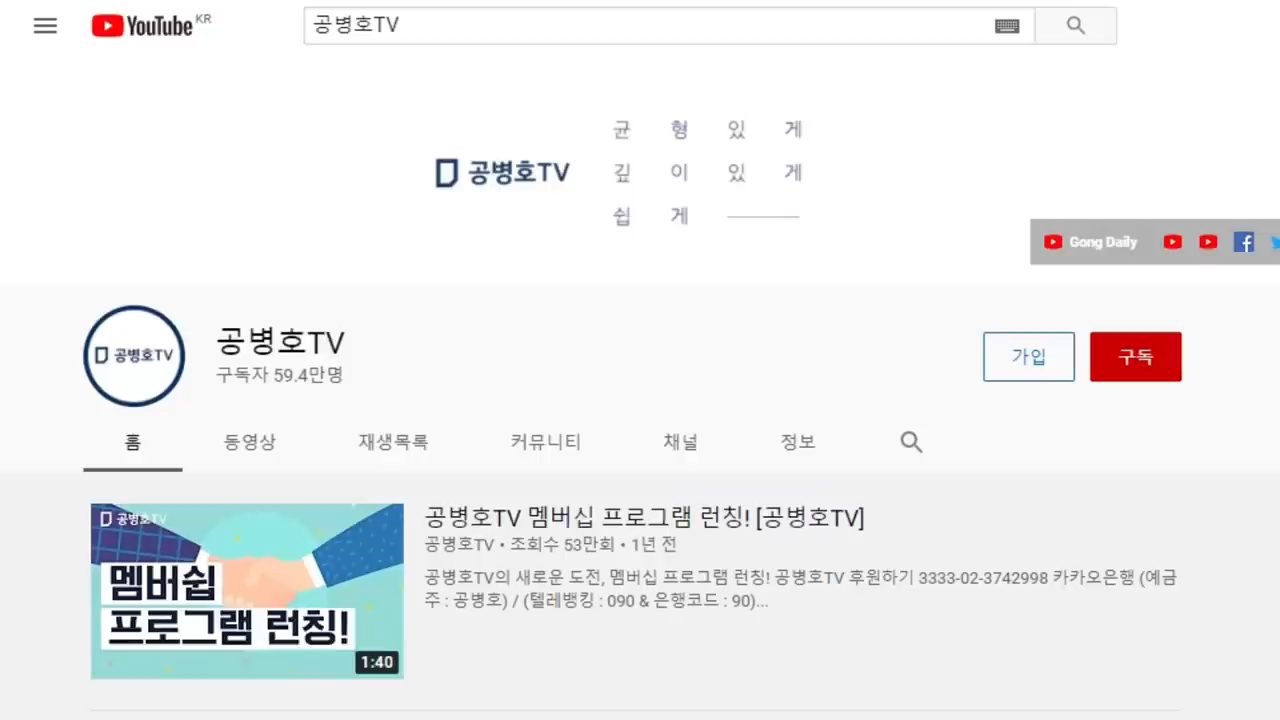 YouTube KR
공병호TV
공병호TV
균 형 있 게
깊 이 있 게
쉽 게
Gong Daily
공병호TV
공병호TV
구독자 59.4만명
가입
구독
홈 동영상 재생목록 커뮤니티 채널 정보
공병호TV
멤버쉽
프로그램 런칭!
1:40
공병호TV 멤버십 프로그램 런칭! [공병호TV]
공병호TV • 조회수 53만회 • 1년 전
공병호TV의 새로운 도전, 멤버십 프로그램 런칭! 공병호TV 후원하기 3333-02-3742998 카카오은행 (예금
주 : 공병호) / (텔레뱅킹 : 090 & 은행코드 : 90)...